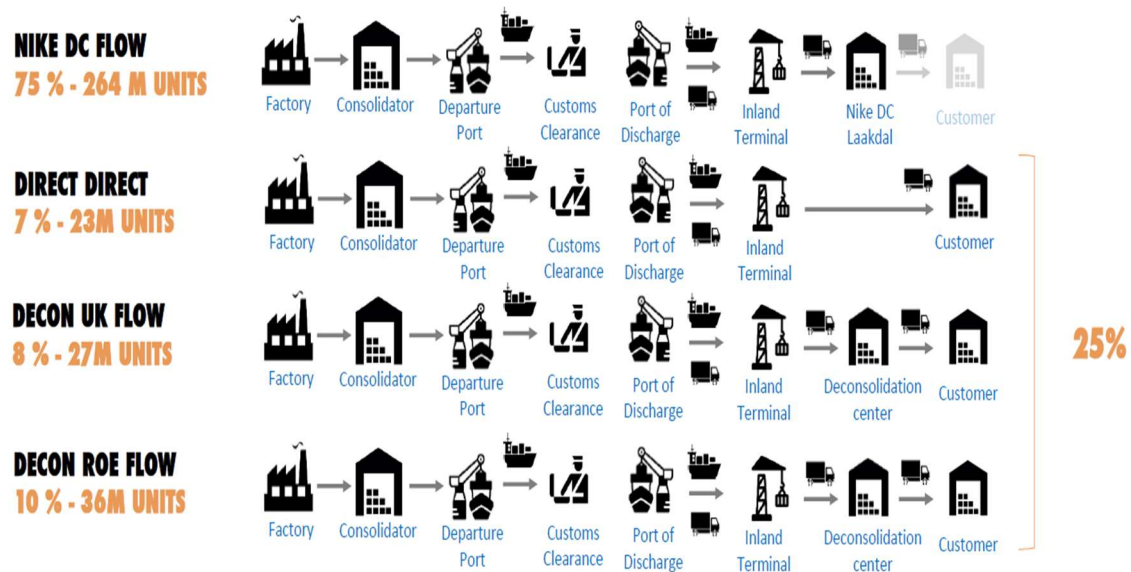 NIKE DC FLOW
75 % - 264 M UNITS
Factory
Consolidator
Departure
Port
Customs
Clearance
Port of
Discharge
Inland
Terminal
Nike DC
Laakdal
Customer
DIRECT DIRECT
7 % - 23M UNITS
Factory
Consolidator
Departure
Port
Customs
Clearance
Port of
Discharge
Inland
Terminal
Customer
DECON UK FLOW
8 % - 27M UNITS
Factory
Consolidator
Departure
Port
Customs
Clearance
Port of
Discharge
Inland
Terminal
Deconsolidation
center
Customer
25%
DECON ROE FLOW
10 % - 36M UNITS
Factory
Consolidator
Departure
Port
Customs
Clearance
Port of
Discharge
Inland
Terminal
Deconsolidation
center
Customer